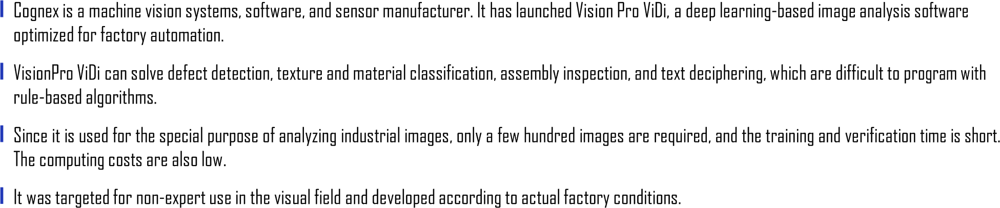 Cognex is a machine vision systems, software, and sensor manufacturer. It has launched Vision Pro ViDi, a deep learning-based image analysis software
optimized for factory automation.
VisionPro ViDi can solve defect detection, texture and material classification, assembly inspection, and text deciphering, which are difficult to program with
rule-based algorithms.
Since it is used for the special purpose of analyzing industrial images, only a few hundred images are required, and the training and verification time is short.
The computing costs are also low.
It was targeted for non-expert use in the visual field and developed according to actual factory conditions.